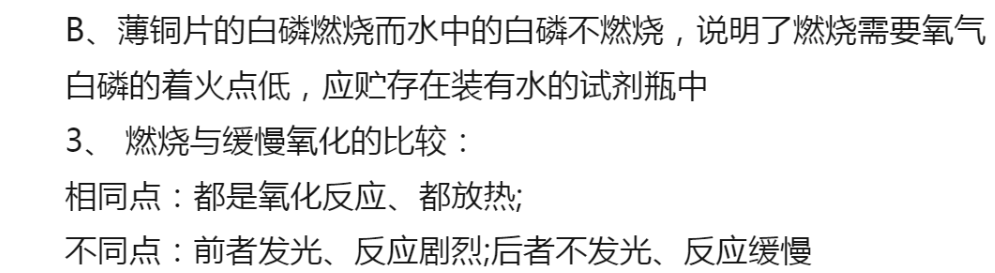 B、薄铜片的白磷燃烧而水中的白磷不燃烧，说明了燃烧需要氧气
白磷的着火点低，应贮存在装有水的试剂瓶中
3、 燃烧与缓慢氧化的比较：
相同点：都是氧化反应、都放热;
不同点：前者发光、反应剧烈;后者不发光、反应缓慢